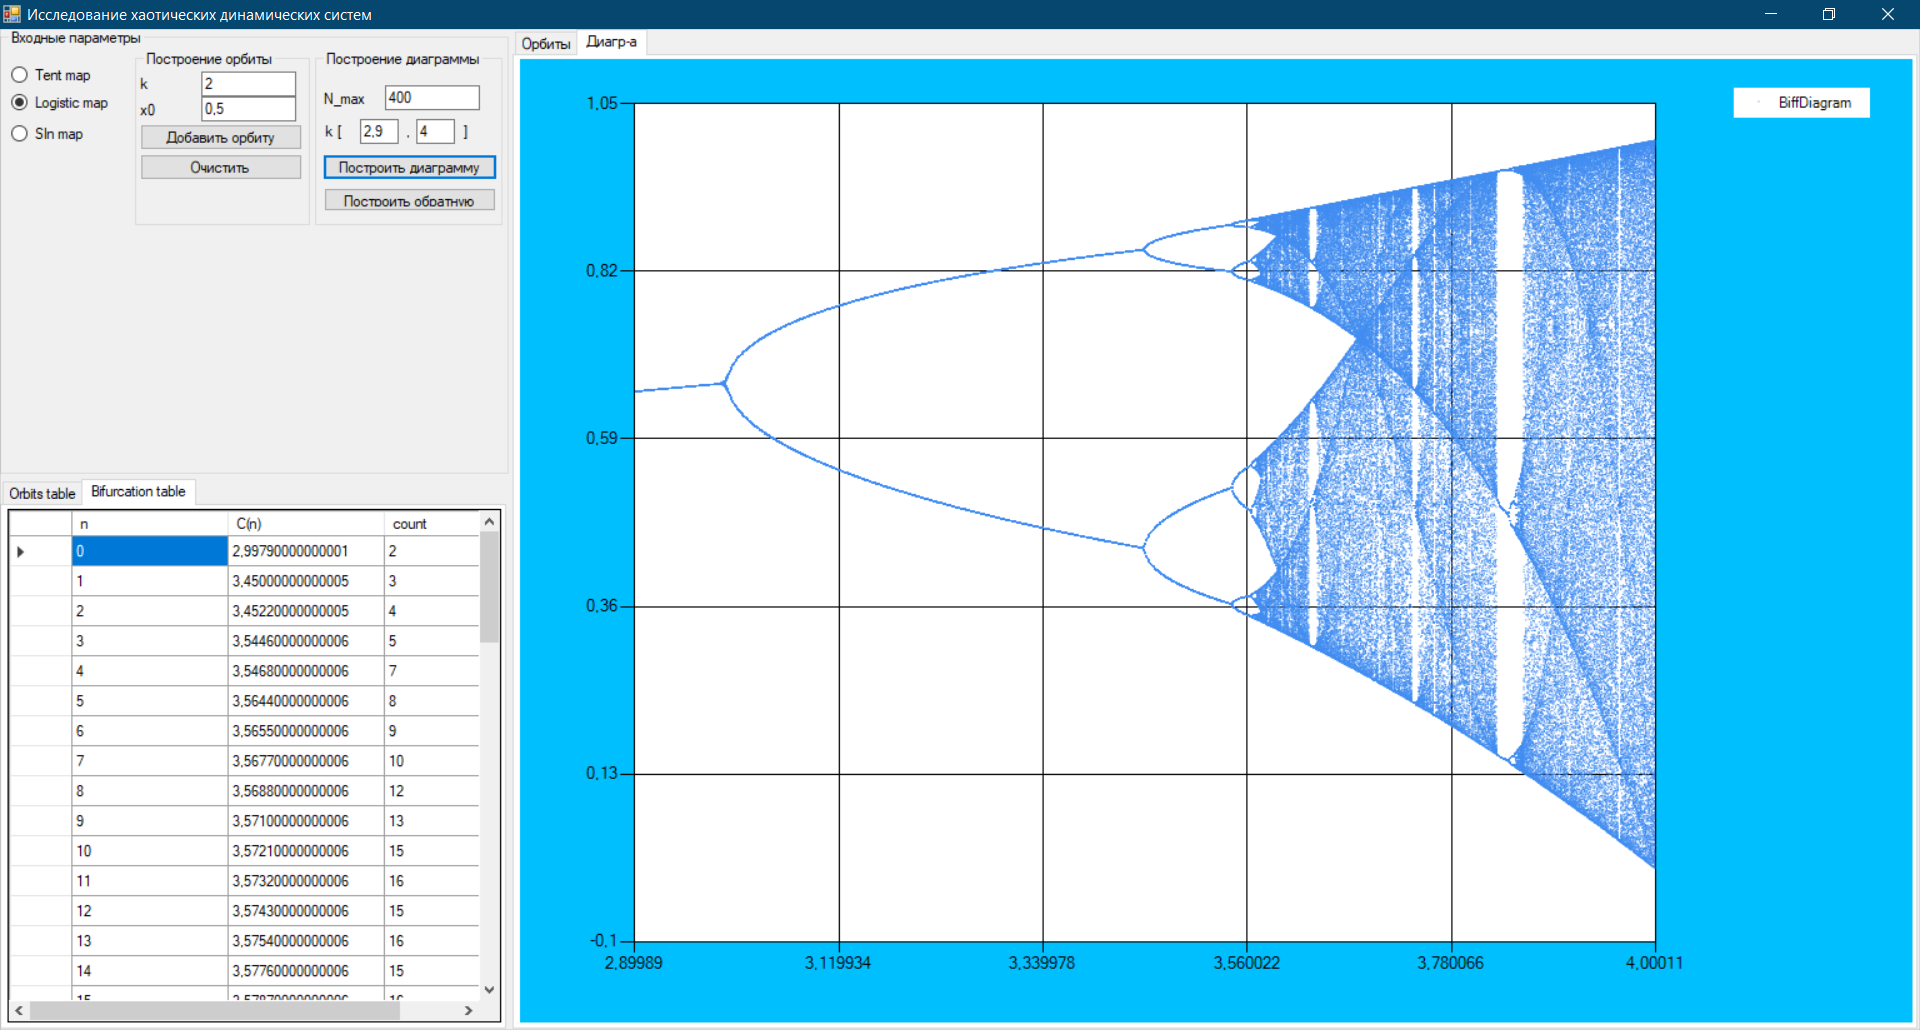 Исследование хаотических динамических систем
Входные параметры
Tent map
Logistic map
SIn map
Построение орбиты
k 2
x0 0,5
Добавить орбиту
Очистить
Построение диаграммы
N_max 400
k [ 2,9 , 4 ]
Построить диаграмму
Построить обратную
Orbits table Bifurcation table
n C(n) count
0 2,99790000000001 2
1 3,45000000000005 3
2 3,45220000000005 4
3 3,54460000000006 5
4 3,54680000000006 7
5 3,56440000000006 8
6 3,56550000000006 9
7 3,56770000000006 10
8 3,56880000000006 12
9 3,57100000000006 13
10 3,57210000000006 15
11 3,57320000000006 16
12 3,57430000000006 15
13 3,57540000000006 16
14 3,57760000000006 15
15 3,57870000000006 16
Орбиты Диагр-а
BiffDiagram
1,05
0,82
0,59
0,36
0,13
-0,1
2,89989 3,119934 3,339978 3,560022 3,780066 4,00011